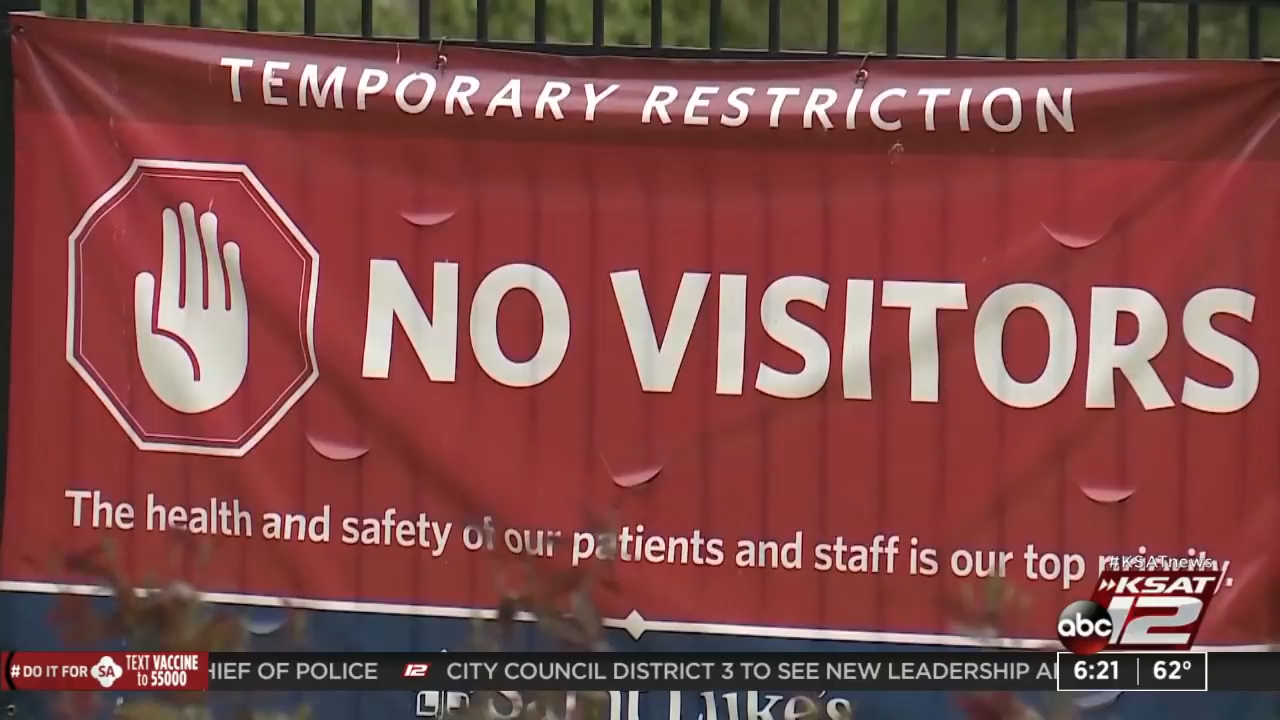 TEMPORARY RESTRICTION
NO VISITORS
The health and safety of our patients and staff is our top
#KSATnews
KSAT
abc 12
#DO IT FOR SA TEXT VACCINE to 55000
HIEF OF POLICE 12 CITY COUNCIL DISTRICT 3 TO SEE NEW LEADERSHIP
6:21 62°
Luke's